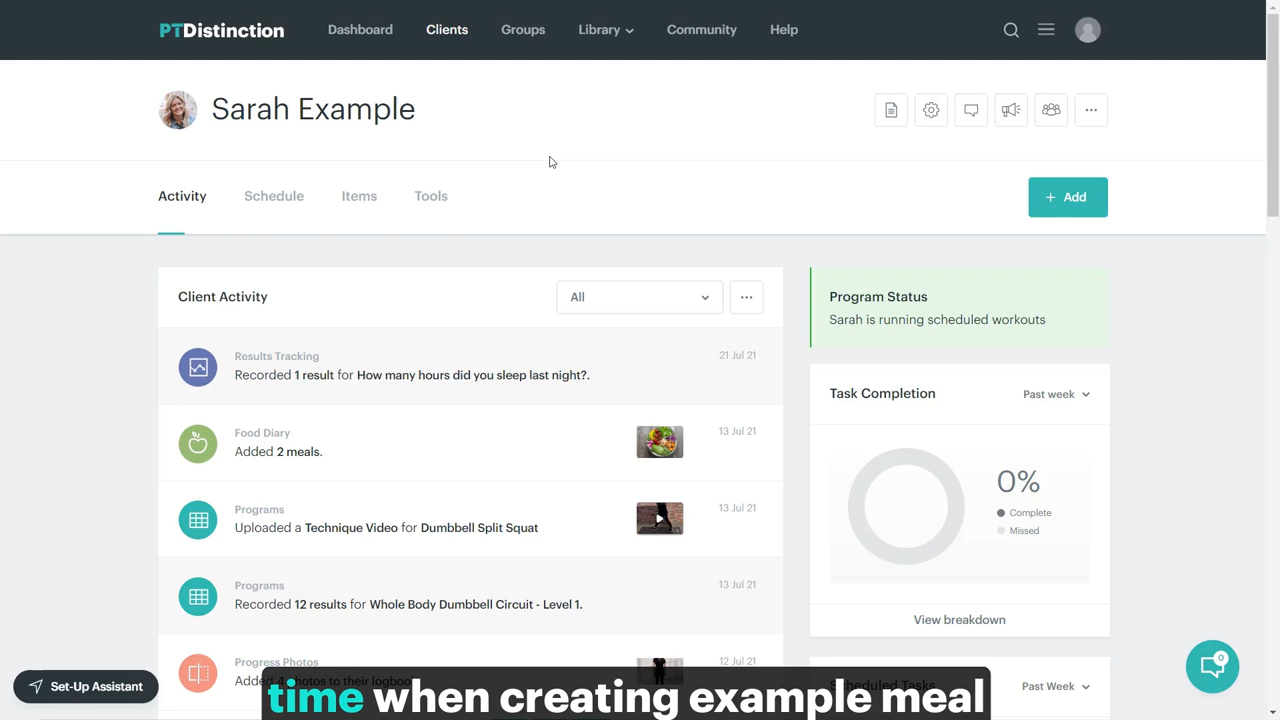 PTDistinction
Dashboard
Clients
Groups
Library
Community
Help
Sarah Example
Activity
Schedule
Items
Tools
+ Add
Client Activity
All
Results Tracking
21 Jul 21
Recorded 1 result for How many hours did you sleep last night?.
Food Diary
13 Jul 21
Added 2 meals.
Programs
13 Jul 21
Uploaded a Technique Video for Dumbbell Split Squat
Programs
13 Jul 21
Recorded 12 results for Whole Body Dumbbell Circuit - Level 1.
Progress Photos
12 Jul 21
Added 4 photos to their logbook
Program Status
Sarah is running scheduled workouts
Task Completion
Past week
0%
Complete
Missed
View breakdown
Scheduled Tasks
Past Week
0
Set-Up Assistant
time when creating example meal